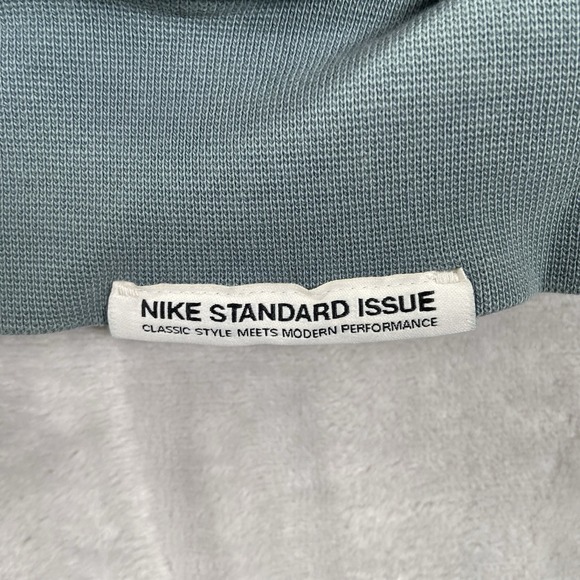 NIKE STANDARD ISSUE
CLASSIC STYLE MEETS MODERN PERFORMANCE